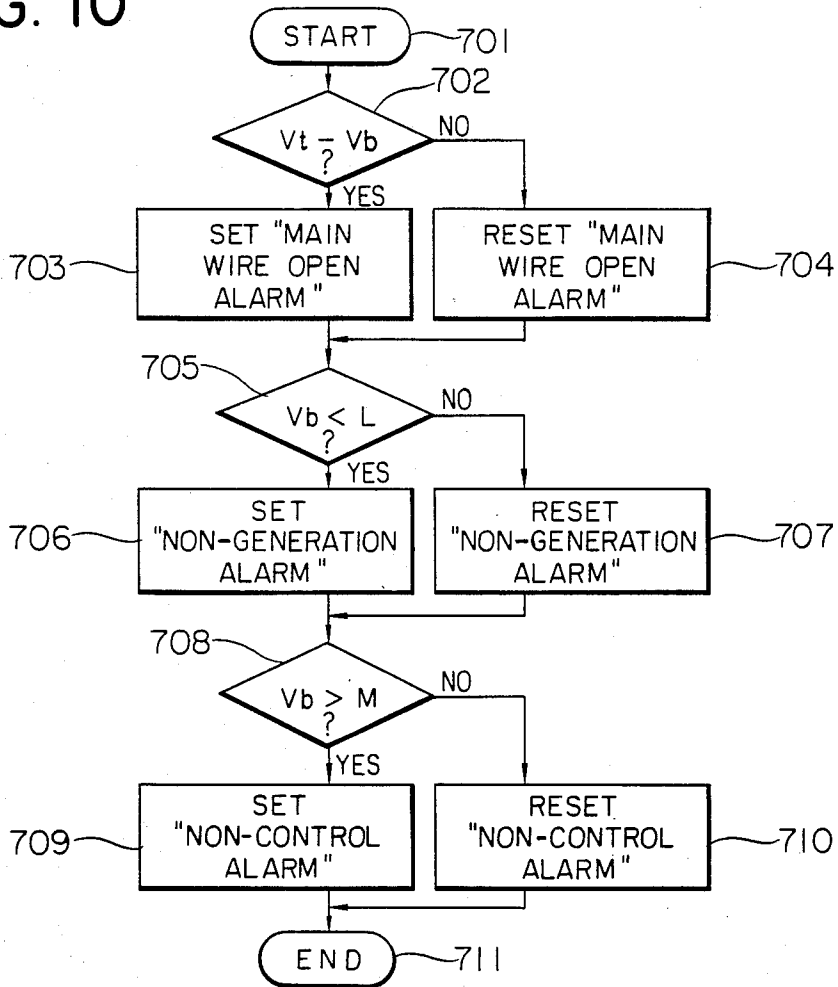 G. 10
START
701
702
Vt - Vb
?
NO
YES
703
SET "MAIN
WIRE OPEN
ALARM"
RESET "MAIN
WIRE OPEN
ALARM"
704
705
Vb < L
?
NO
YES
706
SET
"NON-GENERATION
ALARM"
RESET
"NON-GENERATION
ALARM"
707
708
Vb > M
?
NO
YES
709
SET
"NON-CONTROL
ALARM"
RESET
"NON-CONTROL
ALARM"
710
END
711